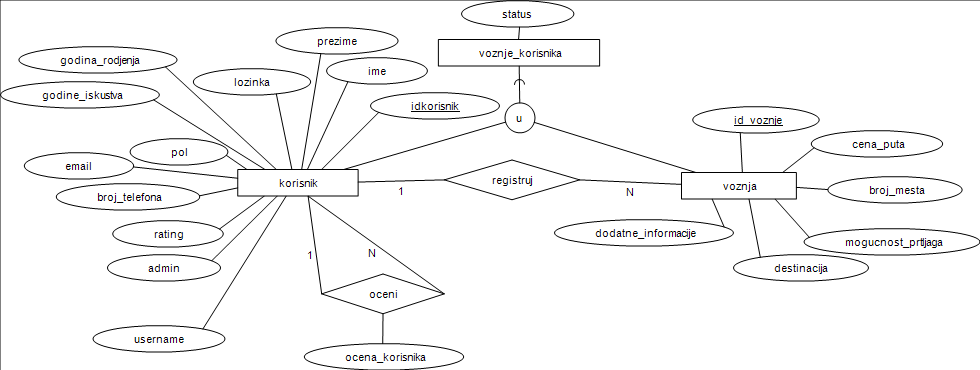 status
prezime
voznje_korisnika
godina_rodjenja
ime
lozinka
godine_iskustva
idkorisnik
u
id_voznje
cena_puta
pol
email
korisnik
registruj
voznja
broj_mesta
1
N
broj_telefona
rating
dodatne_informacije
mogucnost_prtljaga
1
N
admin
destinacija
oceni
username
ocena_korisnika